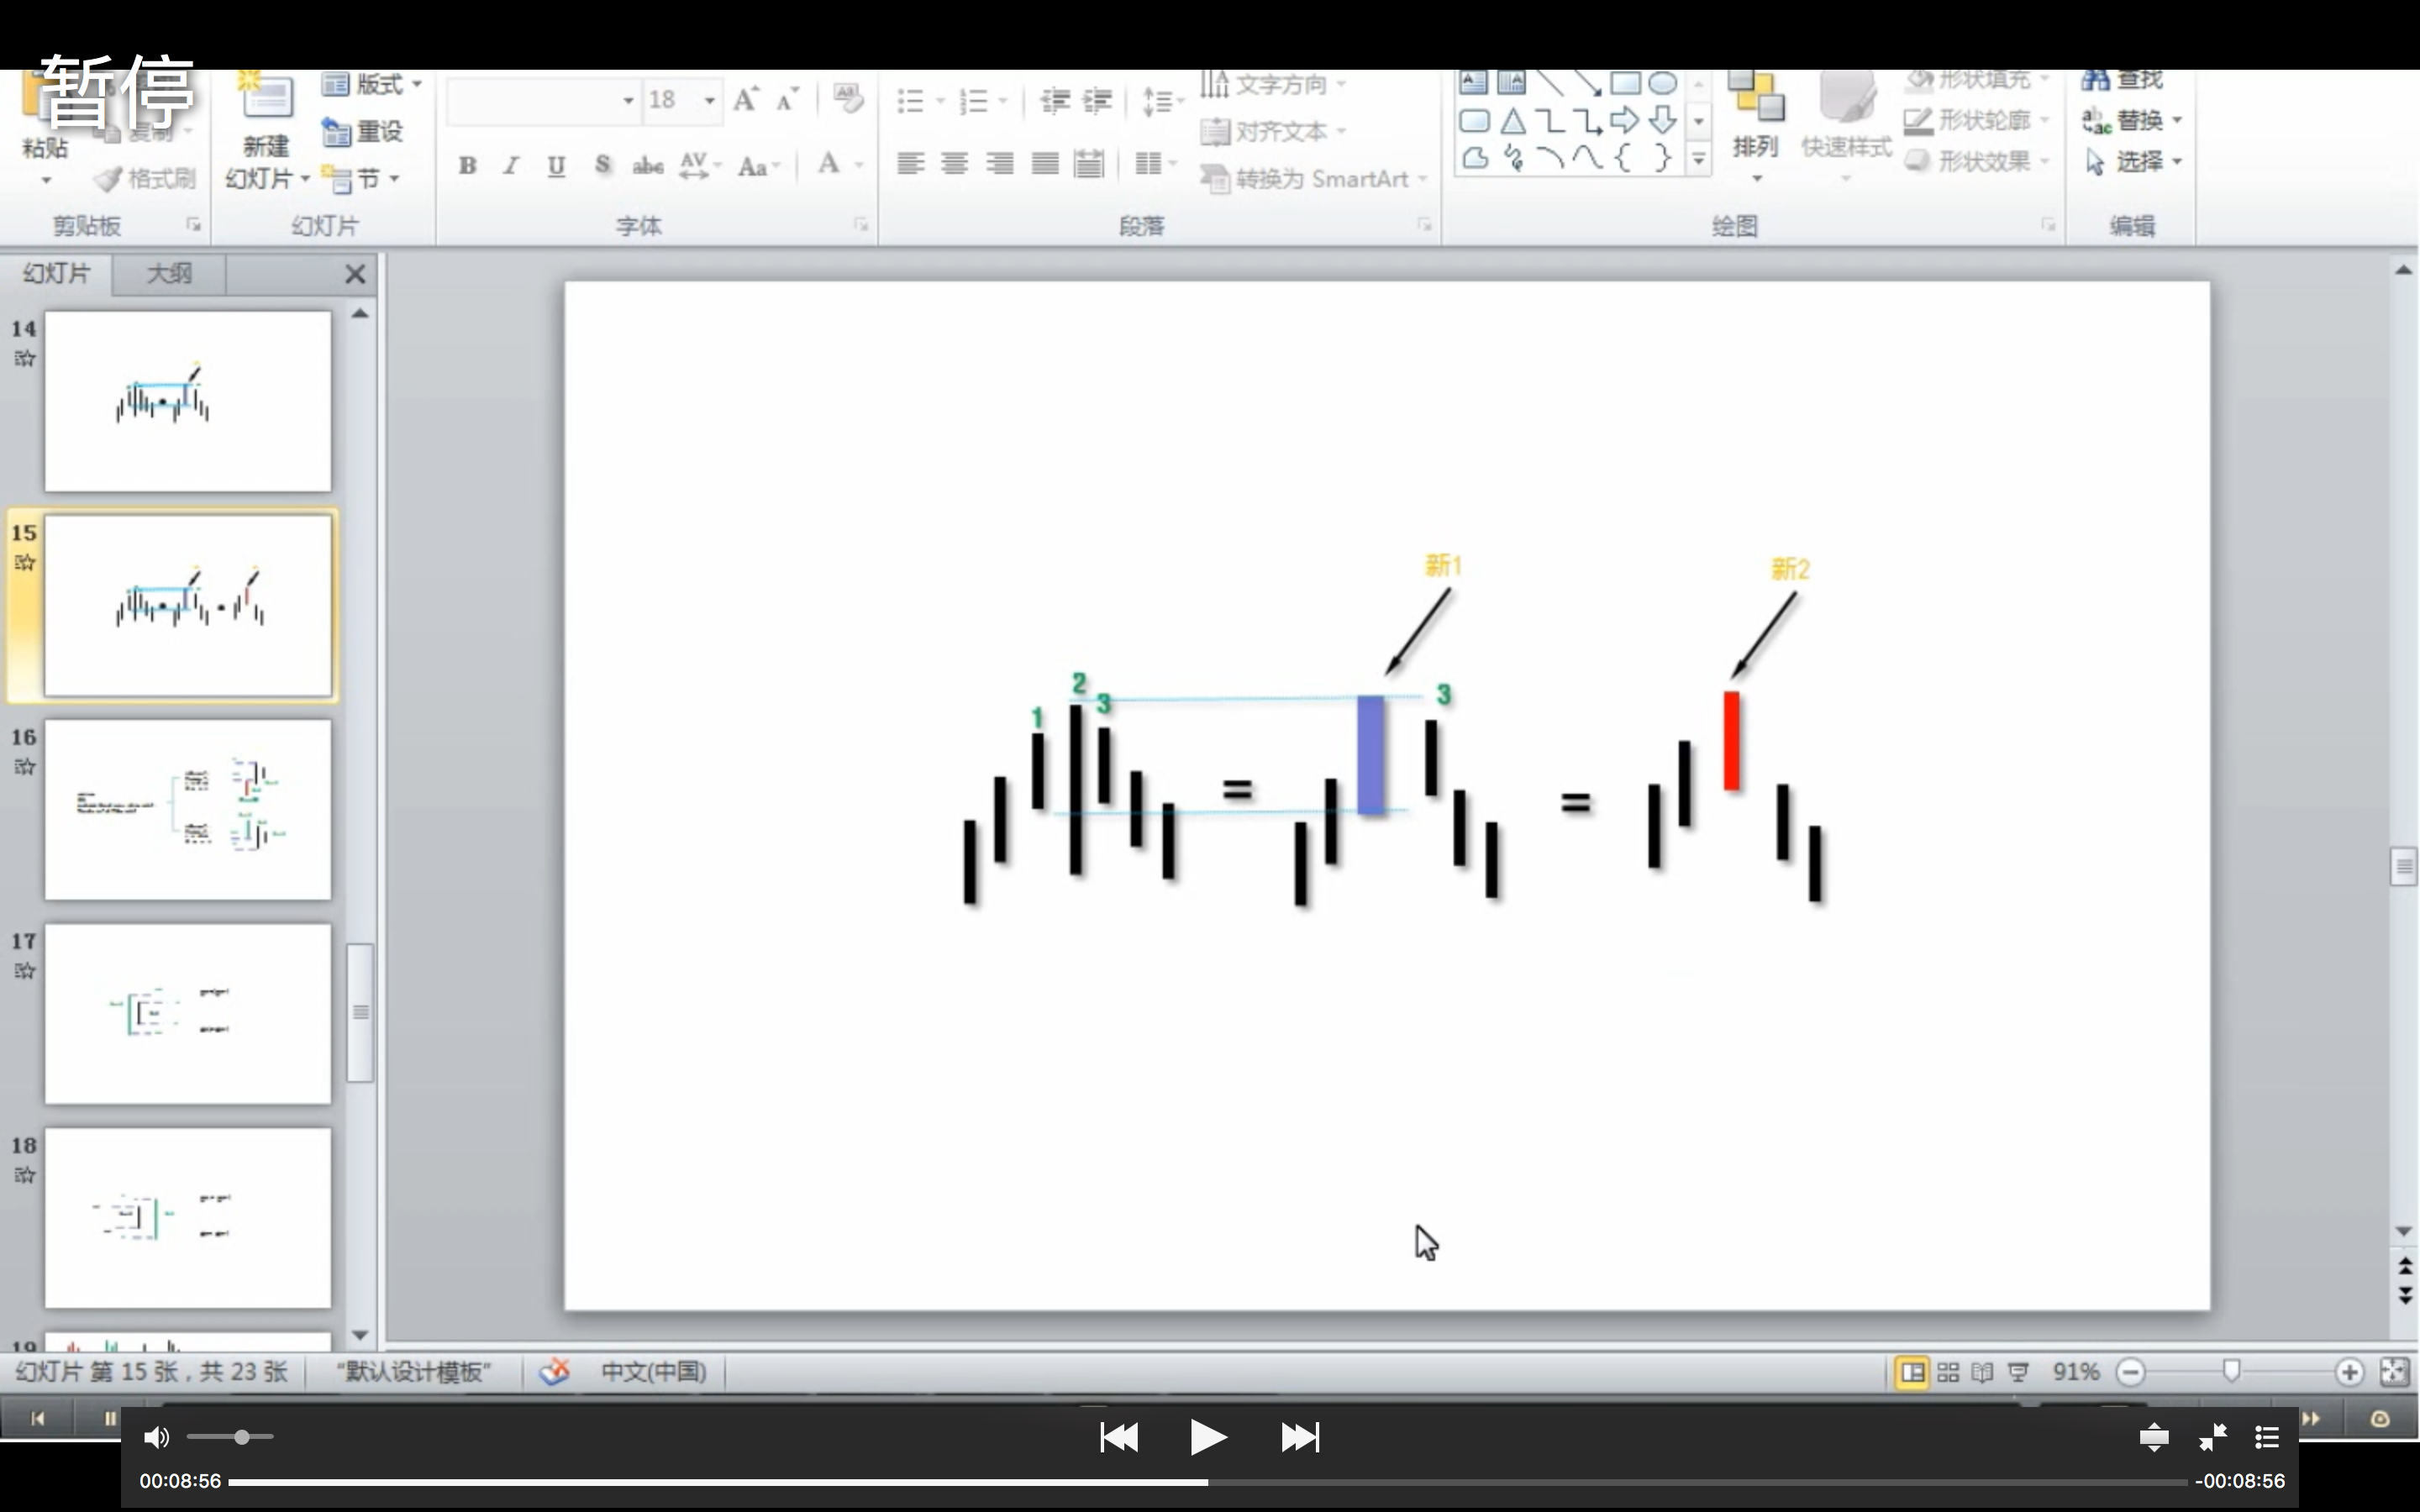 暂停
粘贴
复制
格式刷
剪贴板
新建
幻灯片
版式
重设
节
幻灯片
18
B I U S abc AV Aa A
字体
文字方向
对齐文本
转换为 SmartArt
段落
排列
快速样式
形状填充
形状轮廓
形状效果
绘图
查找
替换
选择
编辑
幻灯片 大纲
14
15
16
17
18
19
新1
新2
1
2
3
=
3
=
幻灯片 第 15 张，共 23 张
“默认设计模板”
中文(中国)
91%
00:08:56
-00:08:56